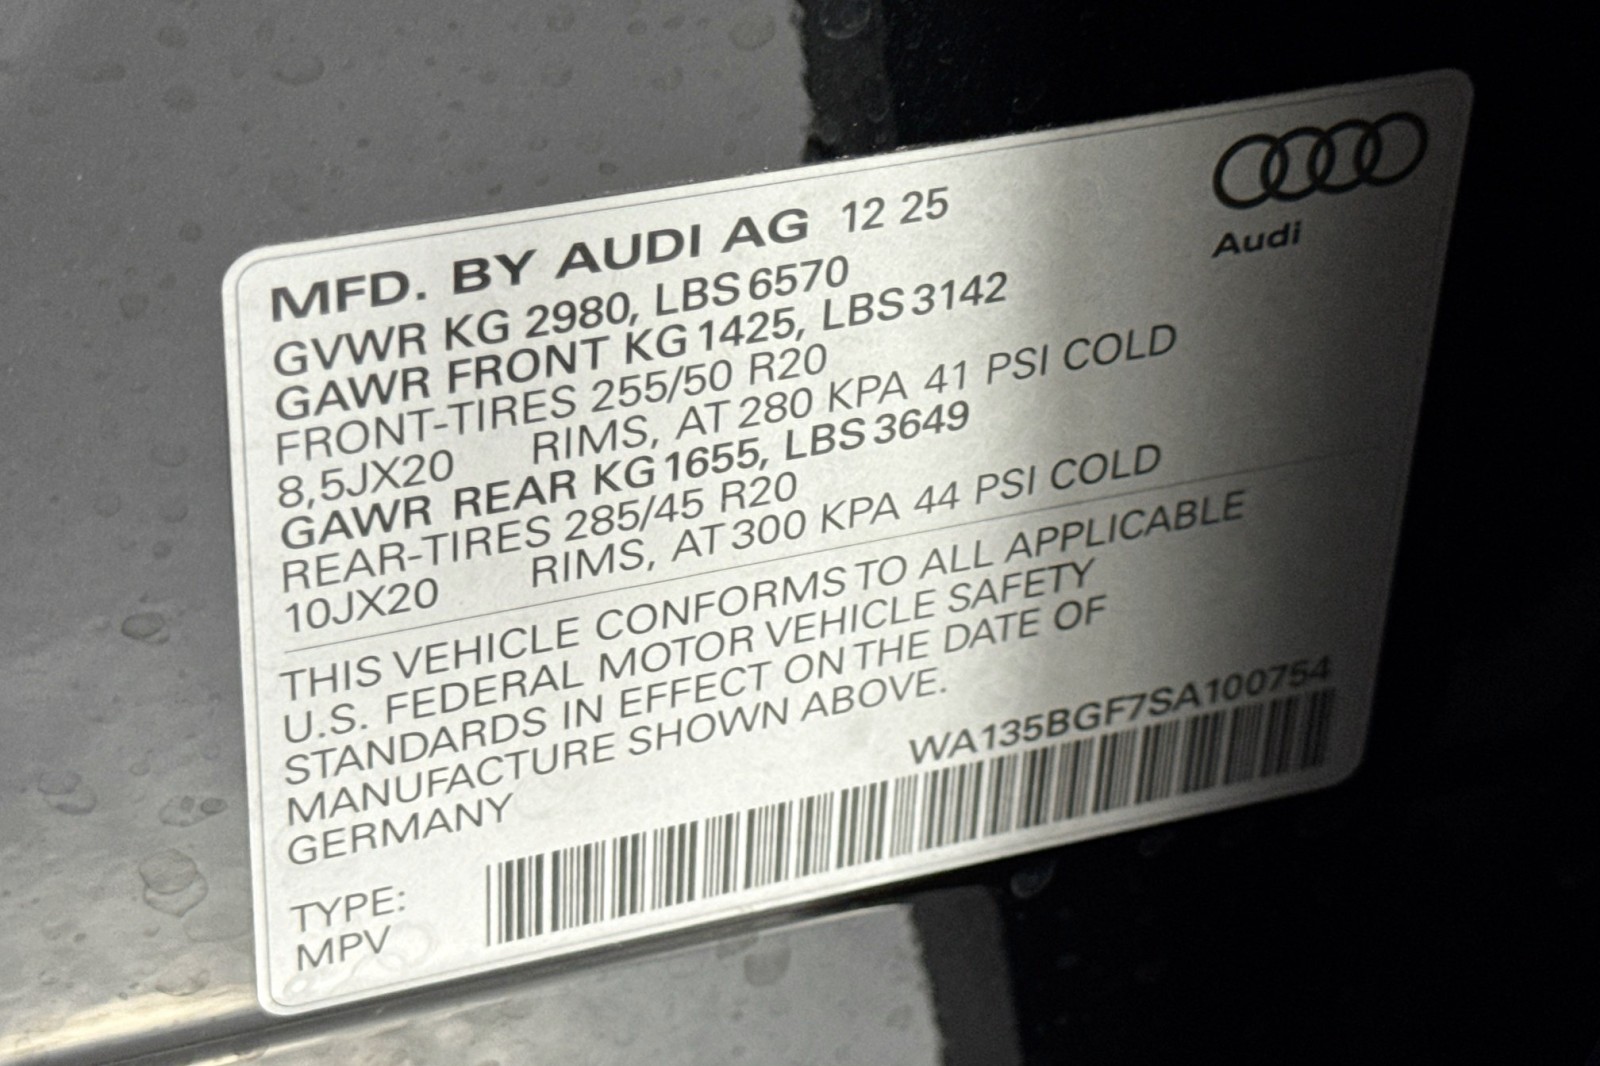 MFD. BY AUDI AG 12 25
Audi
GVWR KG 2980, LBS 6570
GAWR FRONT KG 1425, LBS 3142
FRONT-TIRES 255/50 R20
8,5JX20 RIMS, AT 280 KPA 41 PSI COLD
GAWR REAR KG 1655, LBS 3649
REAR-TIRES 285/45 R20
10JX20 RIMS, AT 300 KPA 44 PSI COLD
THIS VEHICLE CONFORMS TO ALL APPLICABLE
U.S. FEDERAL MOTOR VEHICLE SAFETY
STANDARDS IN EFFECT ON THE DATE OF
MANUFACTURE SHOWN ABOVE.
GERMANY
WA135BGF7SA100754
TYPE:
MPV